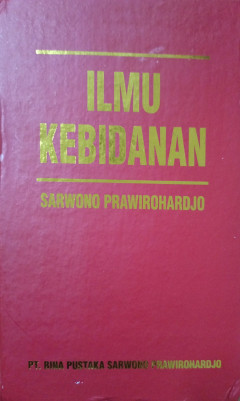 ILMU
KEBIDANAN
SARWONO PRAWIROHARDJO
PT. BINA PUSTAKA SARWONO PRAWIROHARDJO